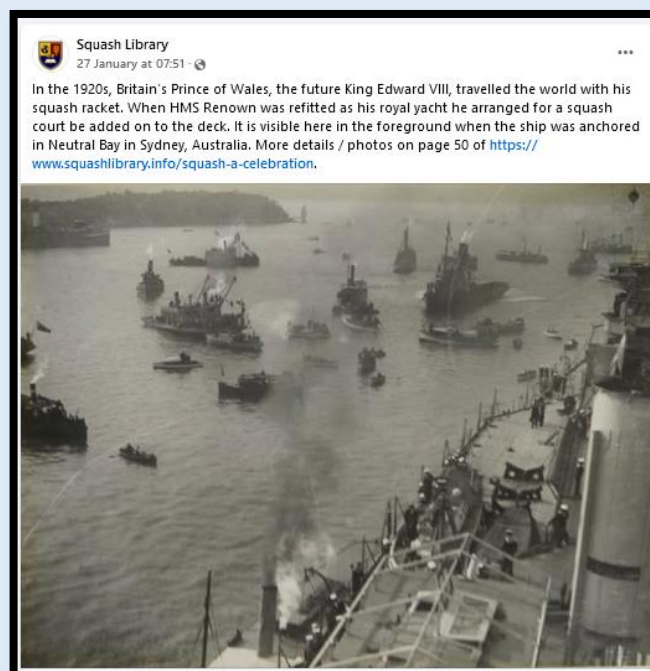 Squash Library
27 January at 07:51 ·
In the 1920s, Britain's Prince of Wales, the future King Edward VIII, travelled the world with his
squash racket. When HMS Renown was refitted as his royal yacht he arranged for a squash
court be added on to the deck. It is visible here in the foreground when the ship was anchored
in Neutral Bay in Sydney, Australia. More details / photos on page 50 of https://
www.squashlibrary.info/squash-a-celebration.